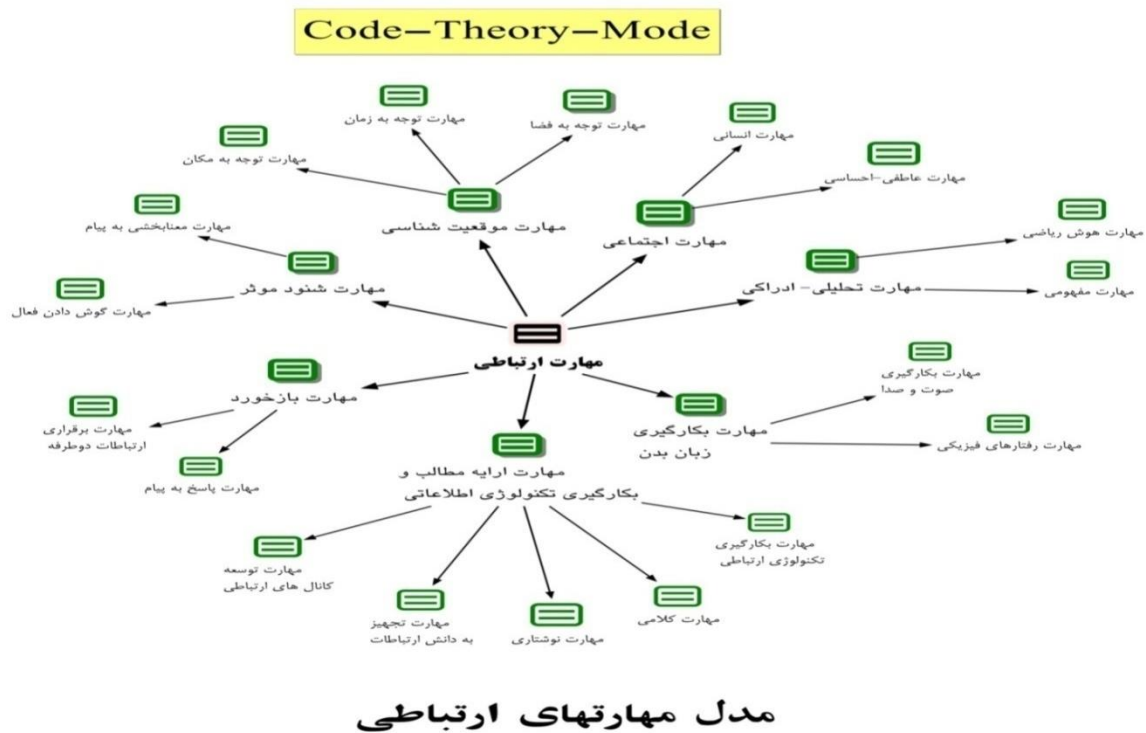 Code-Theory-Mode
مهارت توجه به فضا
مهارت توجه به زمان
مهارت انسانی
مهارت توجه به مکان
مهارت عاطفی-احساسی
مهارت موقعیت شناسی
مهارت اجتماعی
مهارت هوش ریاضی
مهارت معنابخشی به پیام
مهارت تحلیلی- ادراکی
مهارت مفهومی
مهارت شنود موثر
مهارت گوش دادن فعال
مهارت ارتباطی
مهارت بکارگیری
صوت و صدا
مهارت بازخورد
مهارت بکارگیری
زبان بدن
مهارت رفتارهای فیزیکی
مهارت برقراری
ارتباطات دوطرفه
مهارت پاسخ به پیام
مهارت ارایه مطالب و
بکارگیری تکنولوژی اطلاعاتی
مهارت بکارگیری
تکنولوژی ارتباطی
مهارت توسعه
کانال های ارتباطی
مهارت کلامی
مهارت نوشتاری
مهارت تجهیز
به دانش ارتباطات
مدل مهارتهای ارتباطی